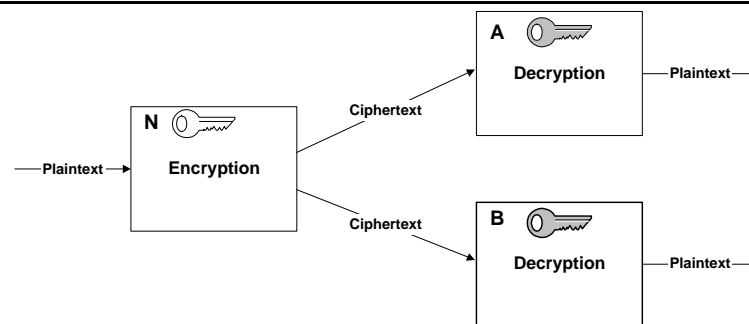 A
Decryption
Plaintext
Ciphertext
N
Encryption
Plaintext
Ciphertext
B
Decryption
Plaintext